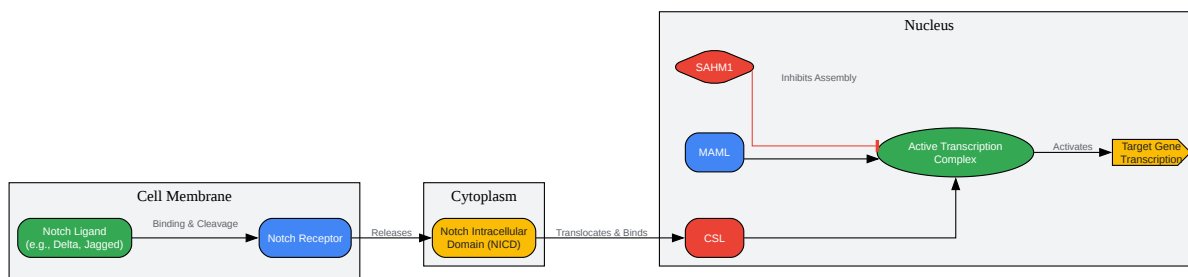 Nucleus
SAHM1
Inhibits Assembly
MAML
Active Transcription
Complex
Activates
Target Gene
Transcription
Cell Membrane
Notch Ligand
(e.g., Delta, Jagged)
Binding & Cleavage
Notch Receptor
Releases
Cytoplasm
Notch Intracellular
Domain (NICD)
Translocates & Binds
CSL